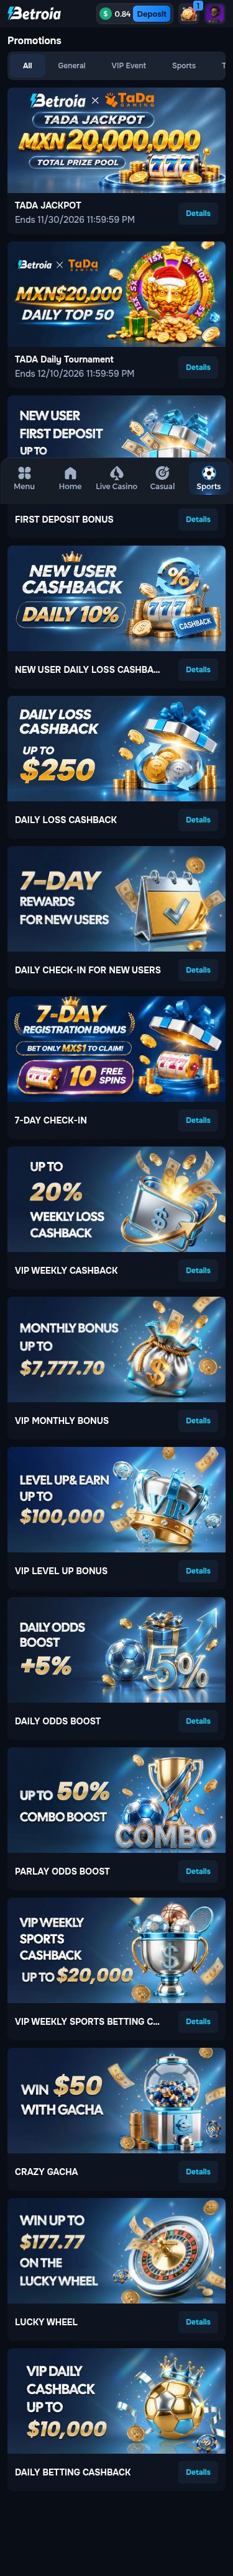 Betroia
$ 0.84 Deposit
1
Promotions
All General VIP Event Sports T
Betroia × TaDa
GAMING
TADA JACKPOT
MXN 20,000,000
TOTAL PRIZE POOL
TADA JACKPOT
Ends 11/30/2026 11:59:59 PM
Details
Betroia × TaDa
GAMING
MXN$20,000
DAILY TOP 50
TADA Daily Tournament
Ends 12/10/2026 11:59:59 PM
Details
NEW USER
FIRST DEPOSIT
UP TO
Menu Home Live Casino Casual Sports
FIRST DEPOSIT BONUS
Details
NEW USER
CASHBACK
DAILY 10%
%
777
CASHBACK
NEW USER DAILY LOSS CASHBA...
Details
DAILY LOSS
CASHBACK
UP TO
$250
DAILY LOSS CASHBACK
Details
7-DAY
REWARDS
FOR NEW USERS
DAILY CHECK-IN FOR NEW USERS
Details
7-DAY
REGISTRATION BONUS
BET ONLY MX$1 TO CLAIM!
10 FREE
SPINS
7-DAY CHECK-IN
Details
UP TO
20%
WEEKLY LOSS
CASHBACK
$
VIP WEEKLY CASHBACK
Details
MONTHLY BONUS
UP TO
$7,777.70
$
VIP MONTHLY BONUS
Details
LEVEL UP& EARN
UP TO
$100,000
VIP
VIP LEVEL UP BONUS
Details
DAILY ODDS
BOOST
+5%
5%
DAILY ODDS BOOST
Details
UP TO 50%
COMBO BOOST
COMBO
PARLAY ODDS BOOST
Details
VIP WEEKLY
SPORTS
CASHBACK
UP TO $20,000
$
VIP WEEKLY SPORTS BETTING C...
Details
WIN $50
WITH GACHA
CRAZY GACHA
Details
WIN UP TO
$177.77
ON THE
LUCKY WHEEL
LUCKY WHEEL
Details
VIP DAILY
CASHBACK
UP TO
$10,000
DAILY BETTING CASHBACK
Details